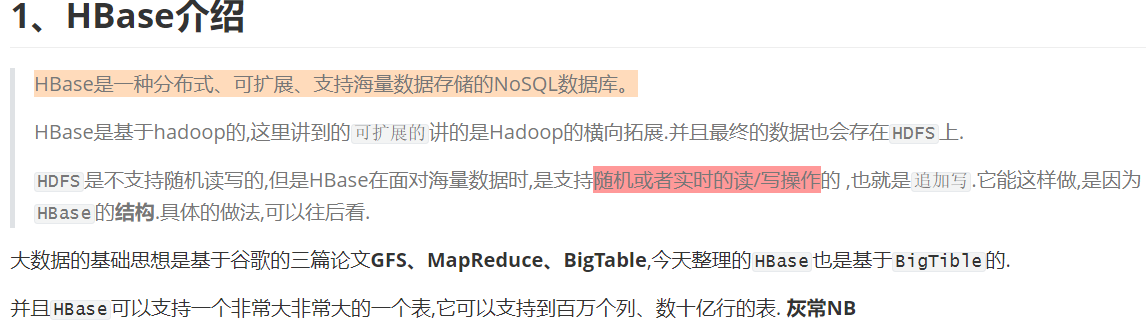 1、HBase介绍
HBase是一种分布式、可扩展、支持海量数据存储的NoSQL数据库。
HBase是基于hadoop的,这里讲到的可扩展的讲的是Hadoop的横向拓展.并且最终的数据也会存在HDFS上.
HDFS是不支持随机读写的,但是HBase在面对海量数据时,是支持随机或者实时的读/写操作的 ,也就是追加写.它能这样做,是因为
HBase的结构.具体的做法,可以往后看.
大数据的基础思想是基于谷歌的三篇论文GFS、MapReduce、BigTable,今天整理的HBase也是基于BigTible的.
并且HBase可以支持一个非常大非常大的一个表,它可以支持到百万个列、数十亿行的表. 灰常NB